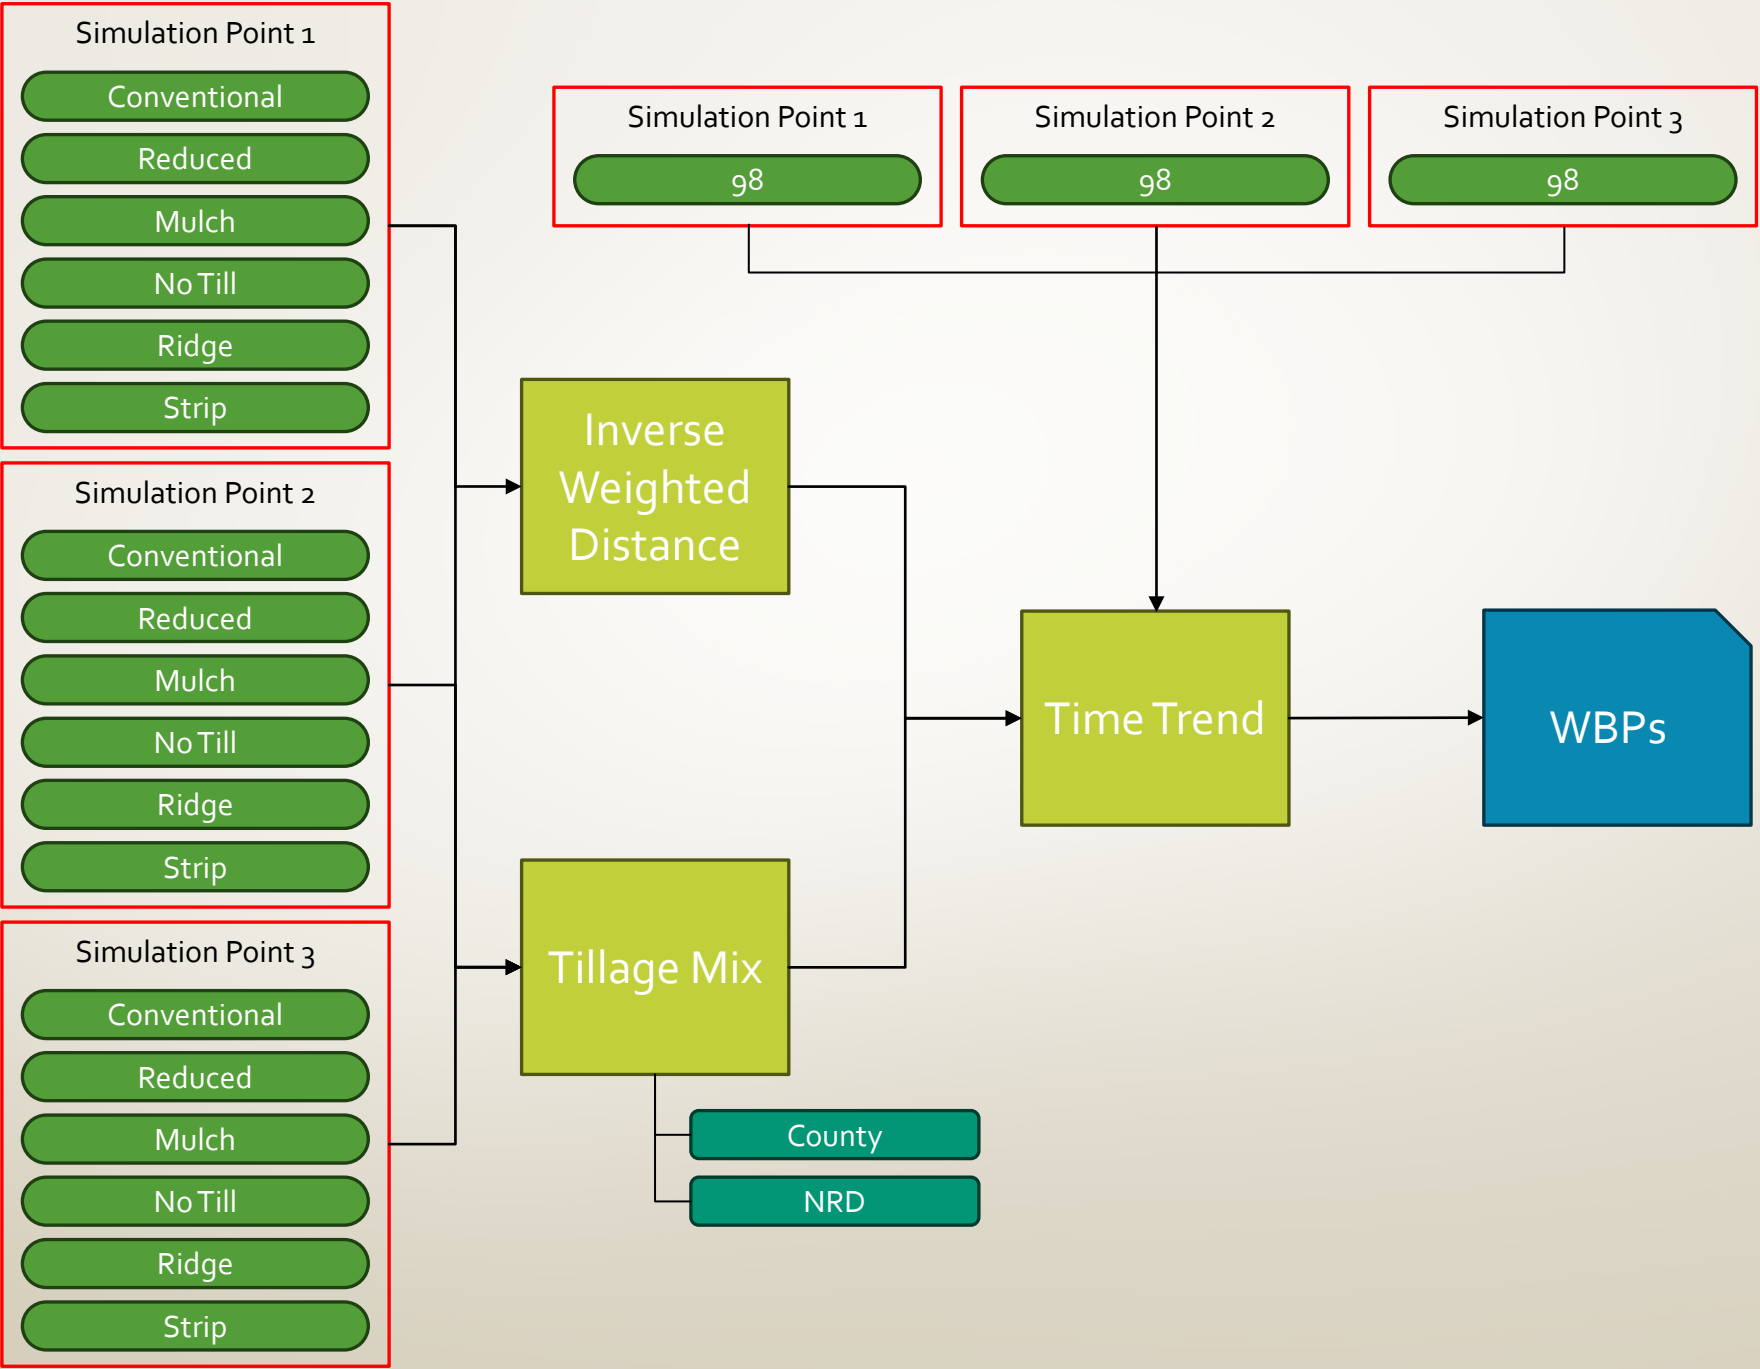 Simulation Point 1
Conventional
Reduced
Mulch
No Till
Ridge
Strip
Simulation Point 2
Conventional
Reduced
Mulch
No Till
Ridge
Strip
Simulation Point 3
Conventional
Reduced
Mulch
No Till
Ridge
Strip
Simulation Point 1
98
Simulation Point 2
98
Simulation Point 3
98
Inverse
Weighted
Distance
Tillage Mix
County
NRD
Time Trend
WBPs